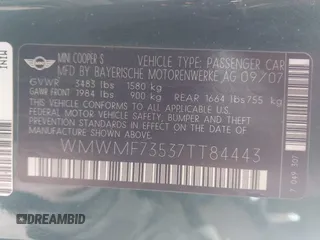 MINI COOPER S VEHICLE TYPE: PASSENGER CAR
MFD BY BAYERISCHE MOTORENWERKE AG 09/07
GVWR 3483 lbs 1580 kg
GAWR FRONT 1984 lbs 900 kg REAR 1664 lbs 755 kg
THIS VEHICLE CONFORMS TO ALL APPLICABLE
FEDERAL MOTOR VEHICLE SAFETY, BUMPER AND
THEFT PREVENTION STANDARDS IN EFFECT ON
THE DATE OF MANUFACTURE SHOWN ABOVE.
WMWMF73537TT84443
MINI
DREAMBID